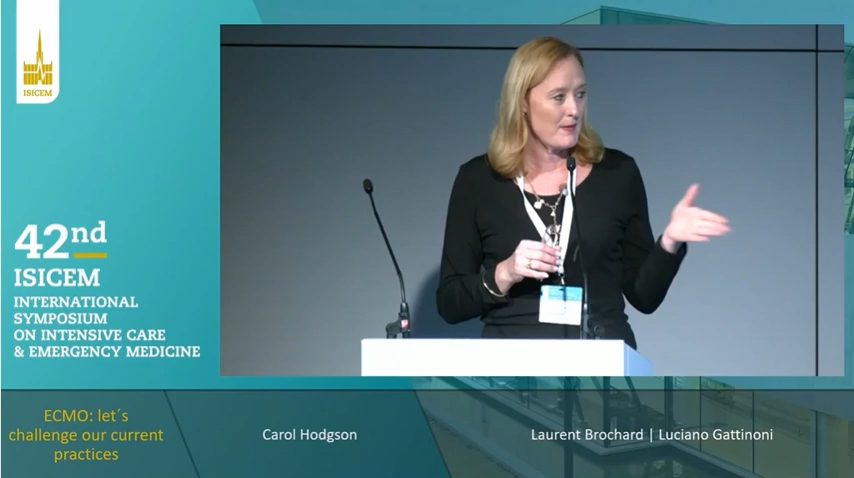 ISICEM
42nd
ISICEM
INTERNATIONAL
SYMPOSIUM
ON INTENSIVE CARE
& EMERGENCY MEDICINE
ECMO: let´s
challenge our current
practices
Carol Hodgson
Laurent Brochard | Luciano Gattinoni